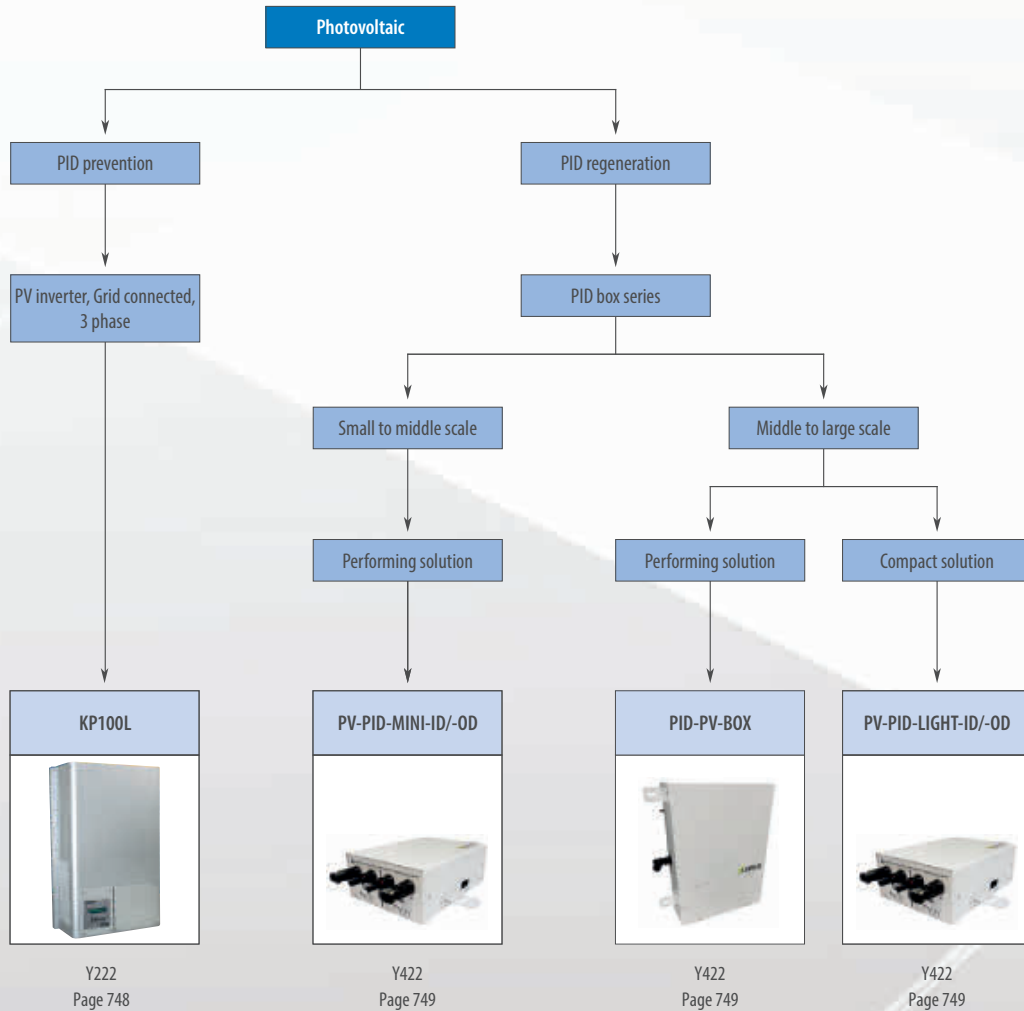 Photovoltaic
PID prevention
PID regeneration
PV inverter, Grid connected,
3 phase
PID box series
Small to middle scale
Middle to large scale
Performing solution
Performing solution
Compact solution
KP100L
PV-PID-MINI-ID/-OD
PID-PV-BOX
PV-PID-LIGHT-ID/-OD
Y222
Page 748
Y422
Page 749
Y422
Page 749
Y422
Page 749